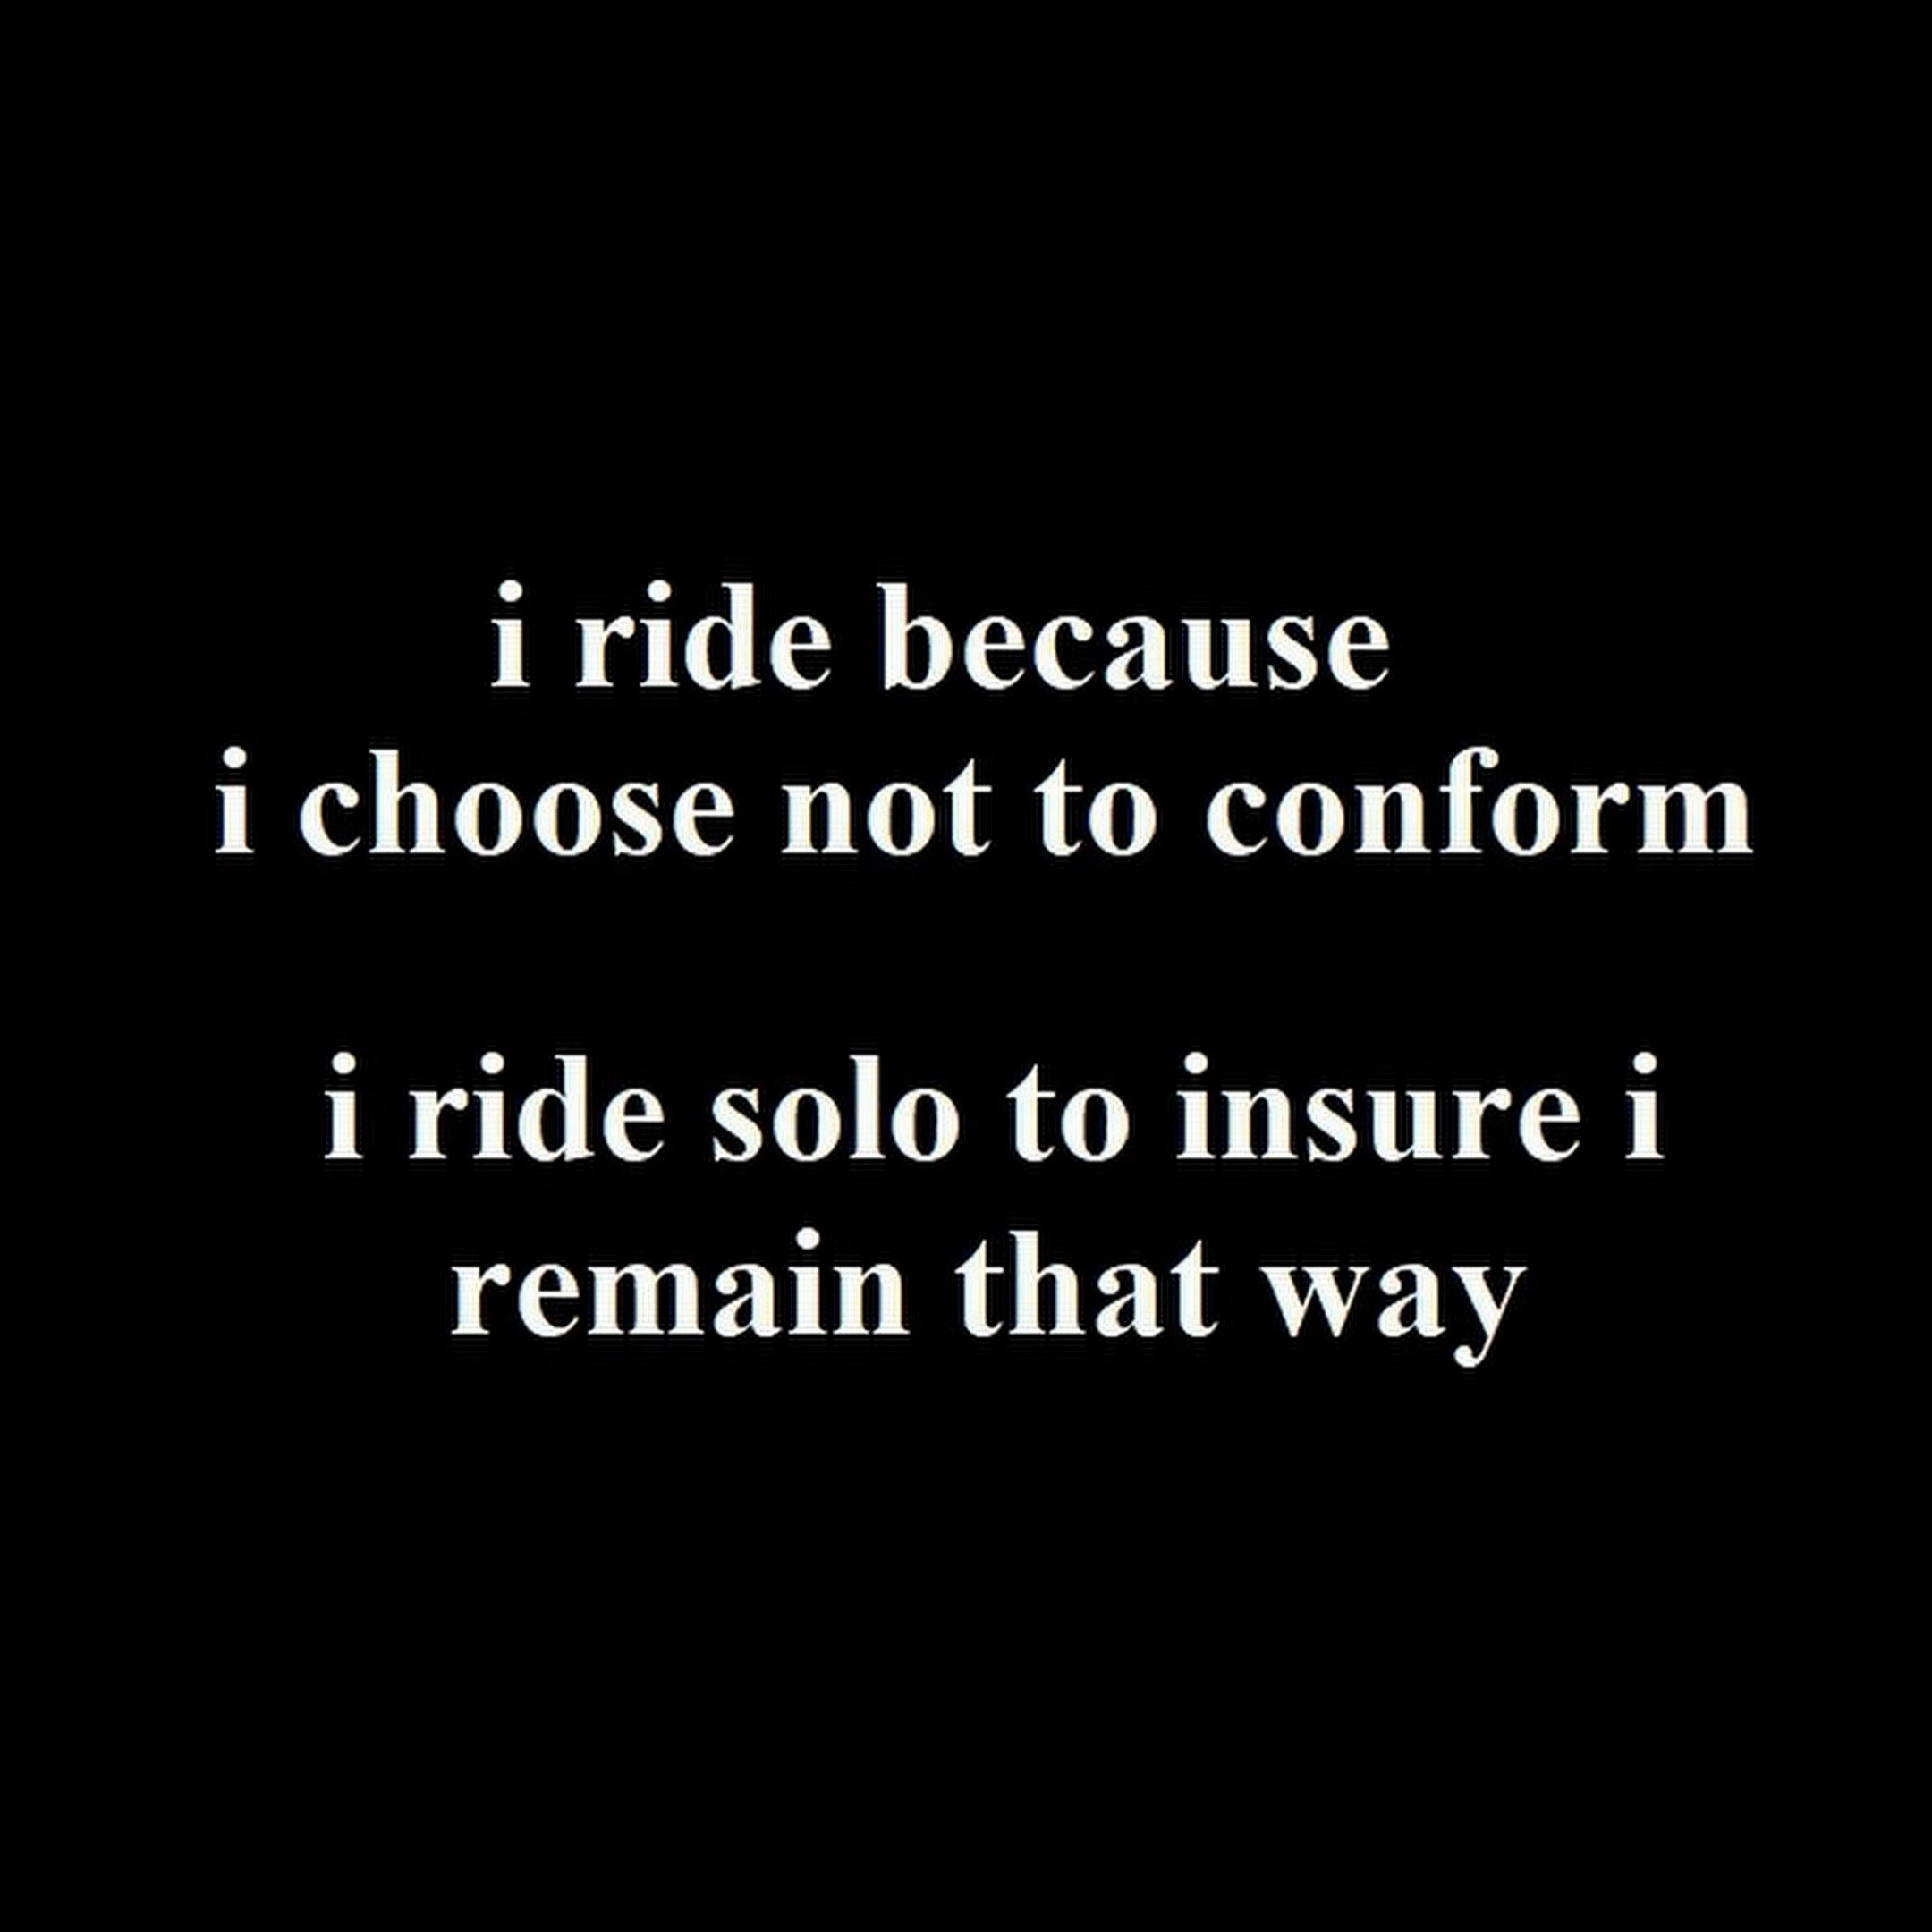 i ride because
i choose not to conform
i ride solo to insure i
remain that way